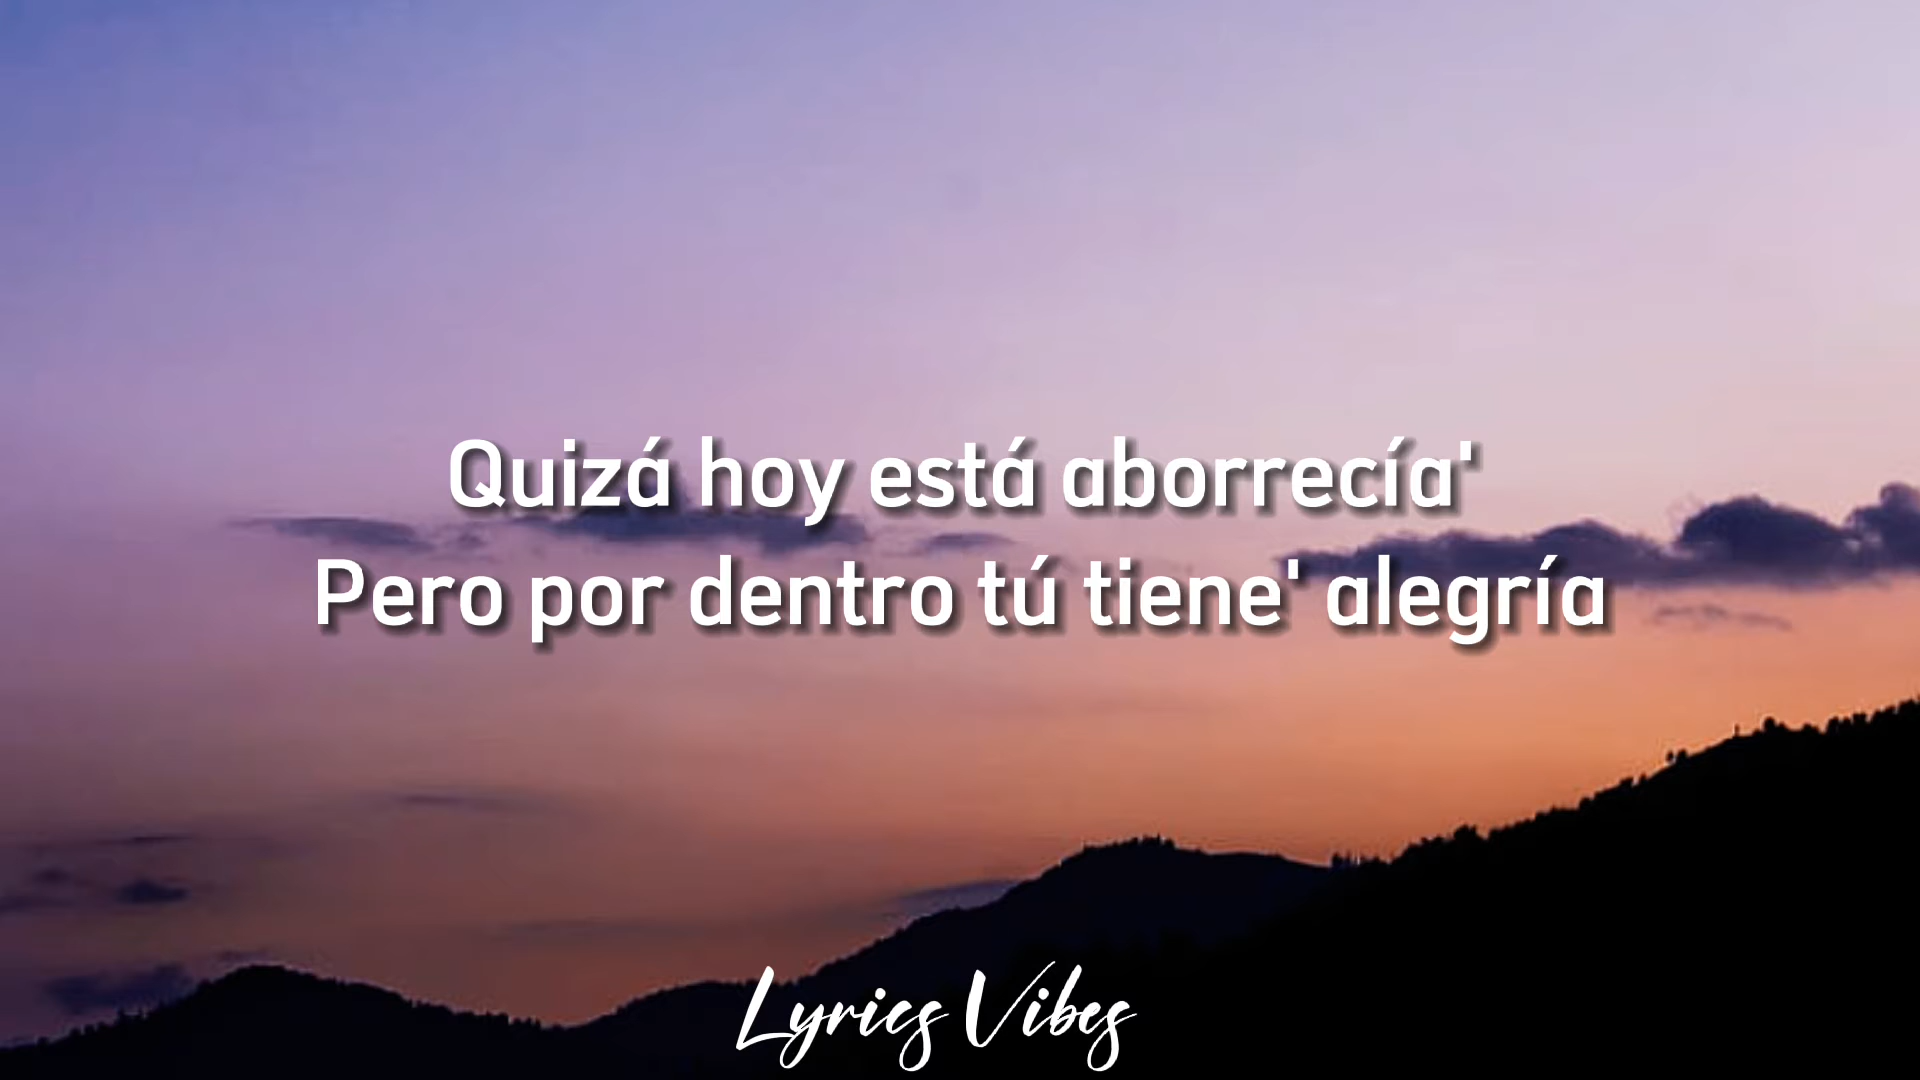 Quizá hoy está aborrecía'
Pero por dentro tú tiene' alegría
Lyrics Vibes